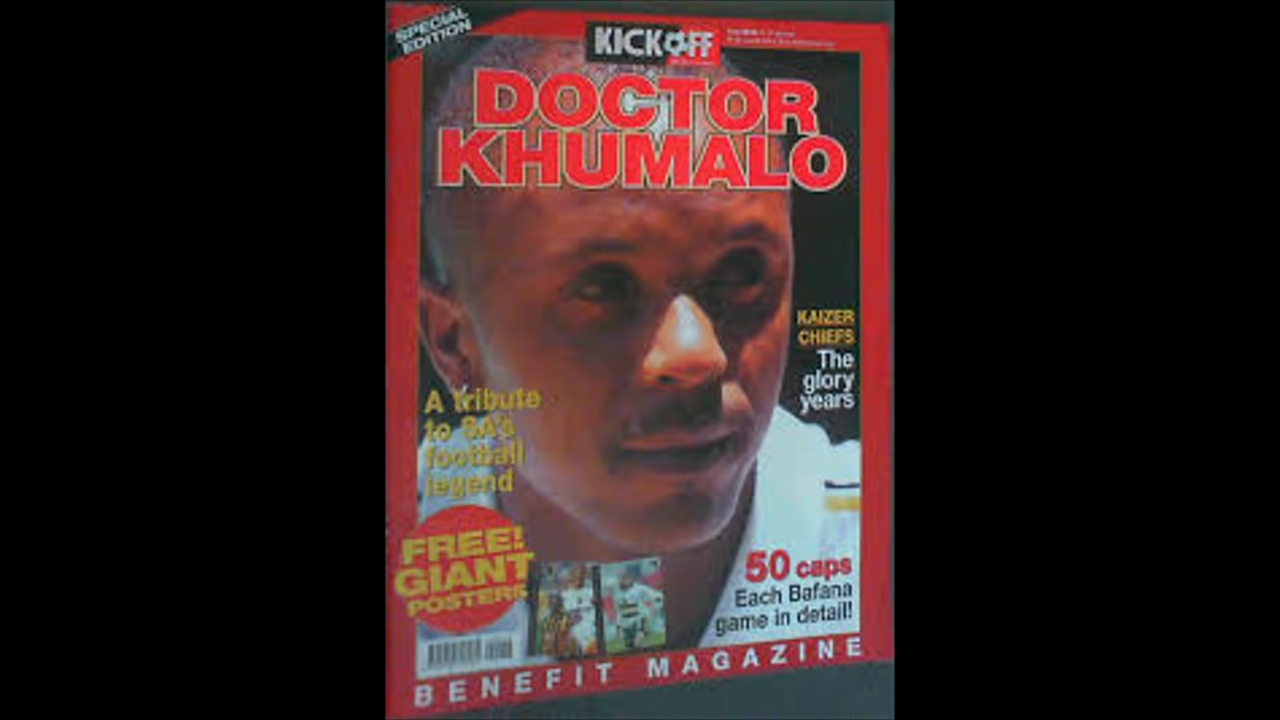 SPECIAL
EDITION
KICKOFF
DOCTOR
KHUMALO
KAIZER
CHIEFS
The
glory
years
A tribute
to SA's
football
legend
FREE!
GIANT
POSTERS
50 caps
Each Bafana
game in detail!
BENEFIT MAGAZINE